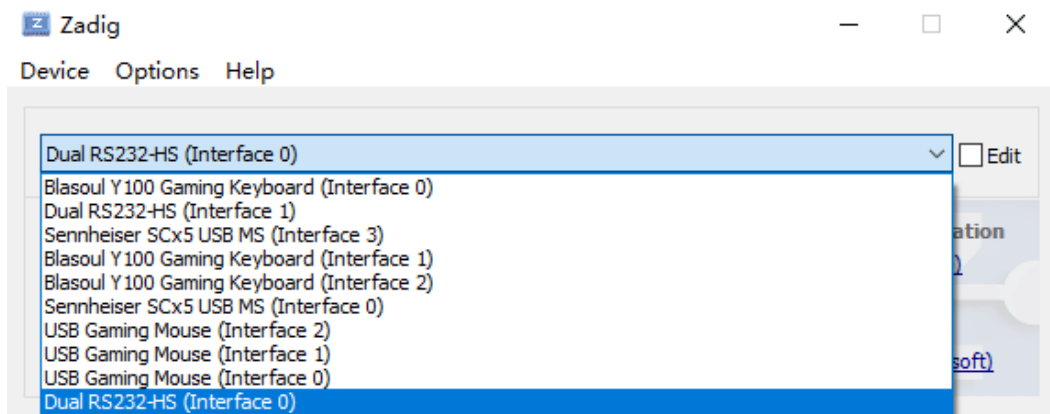 Zadig
Device Options Help
Dual RS232-HS (Interface 0)
Edit
Blasoul Y100 Gaming Keyboard (Interface 0)
Dual RS232-HS (Interface 1)
Sennheiser SCx5 USB MS (Interface 3)
ation
Blasoul Y100 Gaming Keyboard (Interface 1)
)
Blasoul Y100 Gaming Keyboard (Interface 2)
Sennheiser SCx5 USB MS (Interface 0)
USB Gaming Mouse (Interface 2)
USB Gaming Mouse (Interface 1)
soft)
USB Gaming Mouse (Interface 0)
Dual RS232-HS (Interface 0)